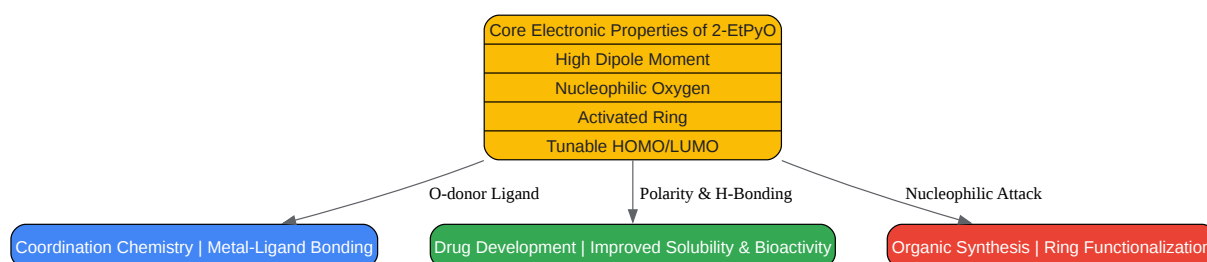 Core Electronic Properties of 2-EtPyO
High Dipole Moment
Nucleophilic Oxygen
Activated Ring
Tunable HOMO/LUMO
O-donor Ligand
Polarity & H-Bonding
Nucleophilic Attack
Coordination Chemistry | Metal-Ligand Bonding
Drug Development | Improved Solubility & Bioactivity
Organic Synthesis | Ring Functionalization